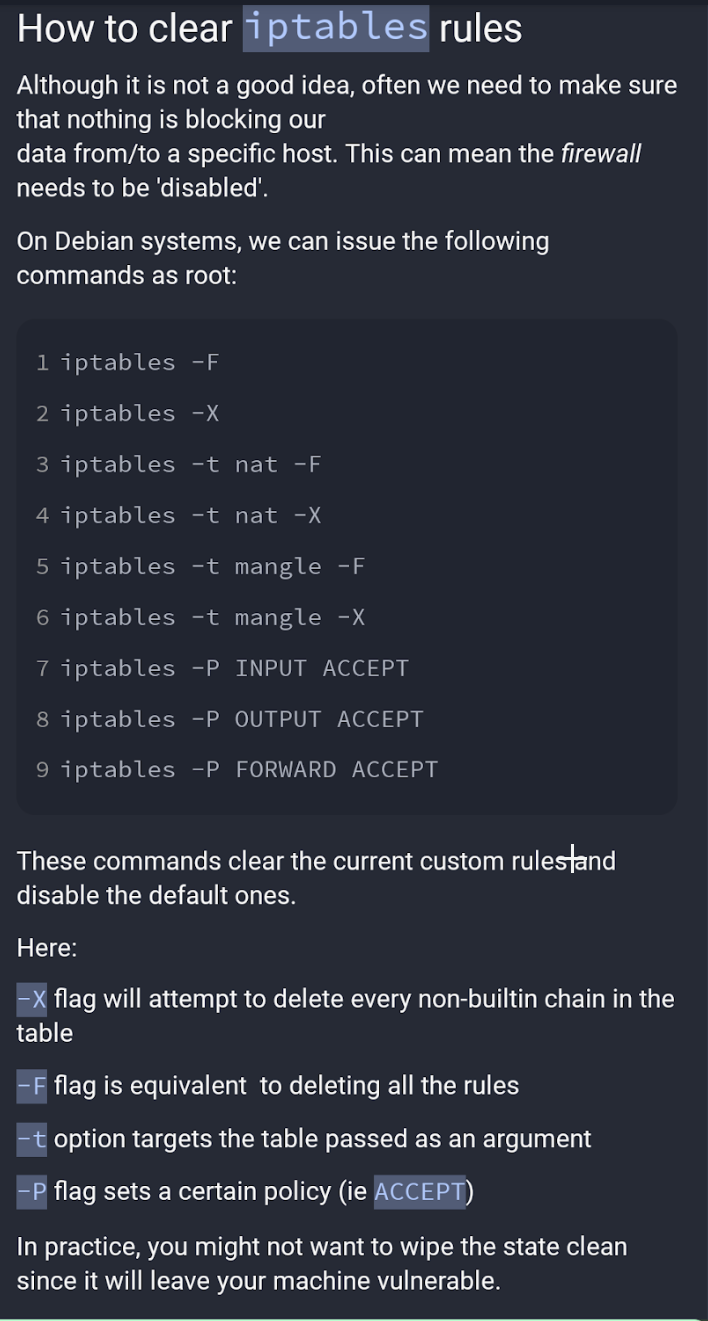 How to clear iptables rules
Although it is not a good idea, often we need to make sure
that nothing is blocking our
data from/to a specific host. This can mean the firewall
needs to be 'disabled'.
On Debian systems, we can issue the following
commands as root:
1 iptables -F
2 iptables -X
3 iptables -t nat -F
4 iptables -t nat -X
5 iptables -t mangle -F
6 iptables -t mangle -X
7 iptables -P INPUT ACCEPT
8 iptables -P OUTPUT ACCEPT
9 iptables -P FORWARD ACCEPT
These commands clear the current custom rules and
disable the default ones.
Here:
-X flag will attempt to delete every non-builtin chain in the
table
-F flag is equivalent  to deleting all the rules
-t option targets the table passed as an argument
-P flag sets a certain policy (ie ACCEPT)
In practice, you might not want to wipe the state clean
since it will leave your machine vulnerable.